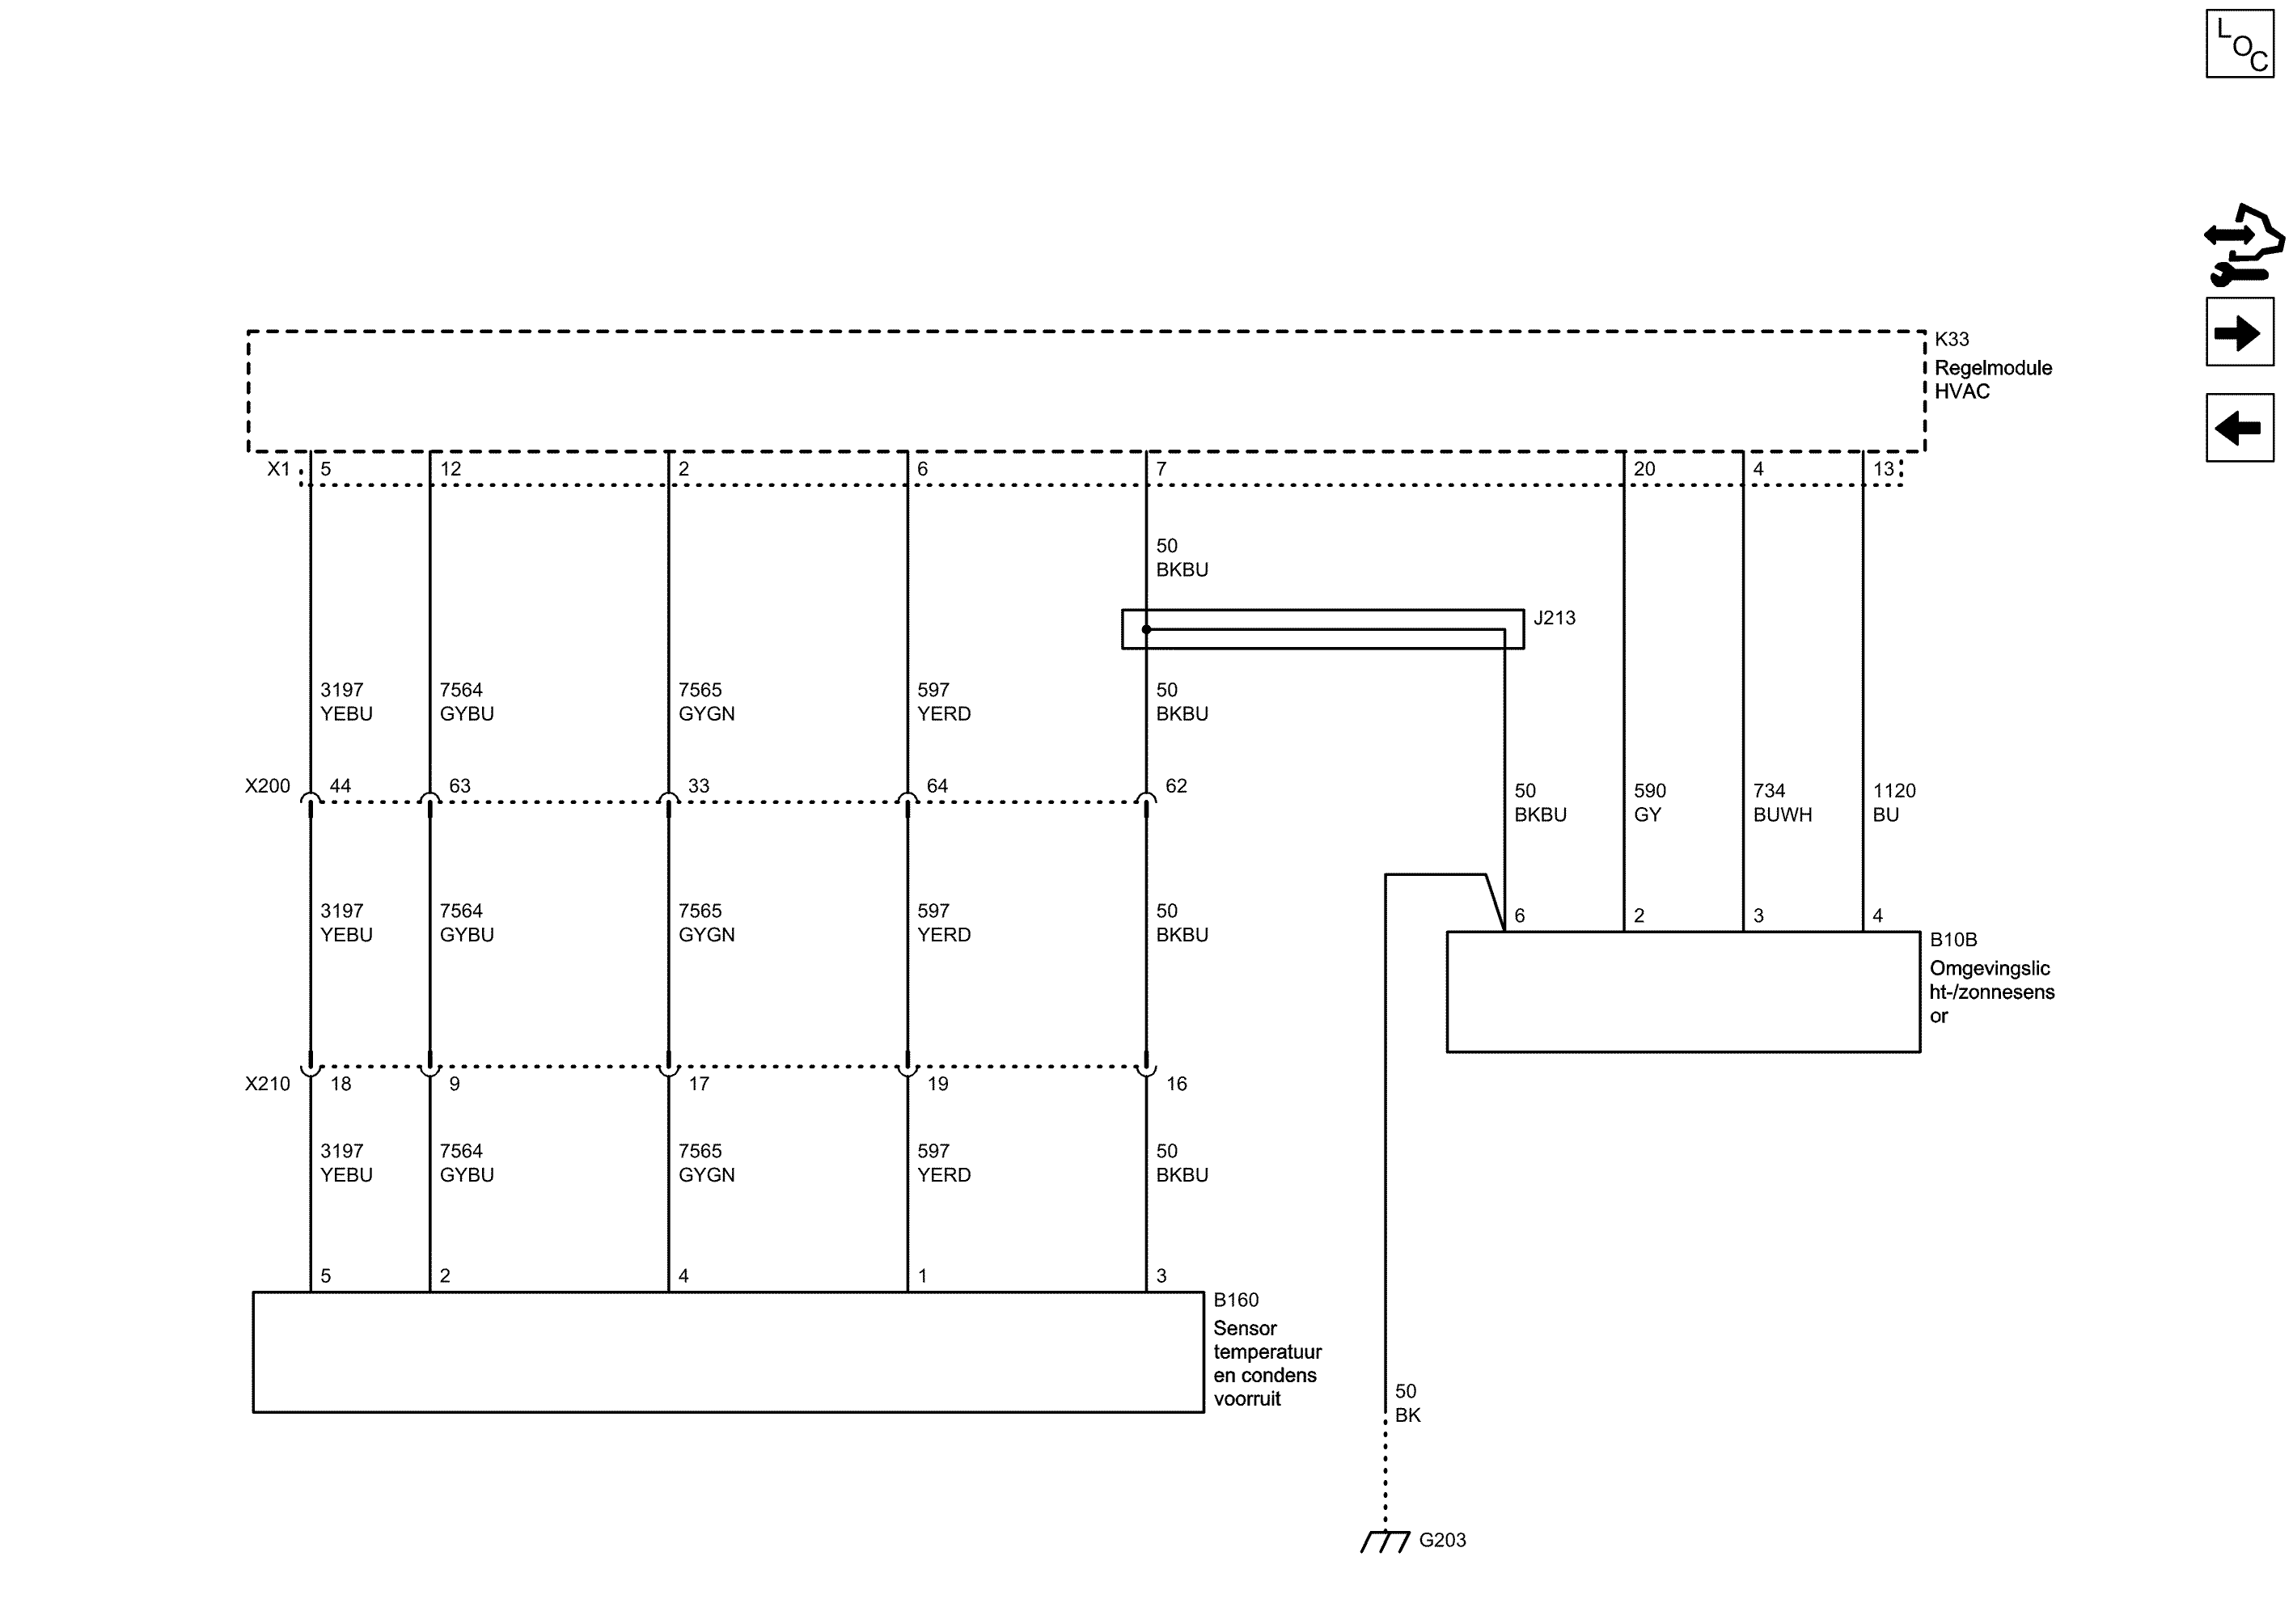 LOC
K33
Regelmodule
HVAC
X1 5 12 2 6 7 20 4 13
50
BKBU
J213
3197 7564 7565 597 50
YEBU GYBU GYGN YERD BKBU
X200 44 63 33 64 62
50 590 734 1120
BKBU GY BUWH BU
3197 7564 7565 597 50
YEBU GYBU GYGN YERD BKBU
6 2 3 4
B10B
Omgevingslic
ht-/zonnesens
or
X210 18 9 17 19 16
3197 7564 7565 597 50
YEBU GYBU GYGN YERD BKBU
5 2 4 1 3
B160
Sensor
temperatuur
en condens
voorruit
50
BK
G203